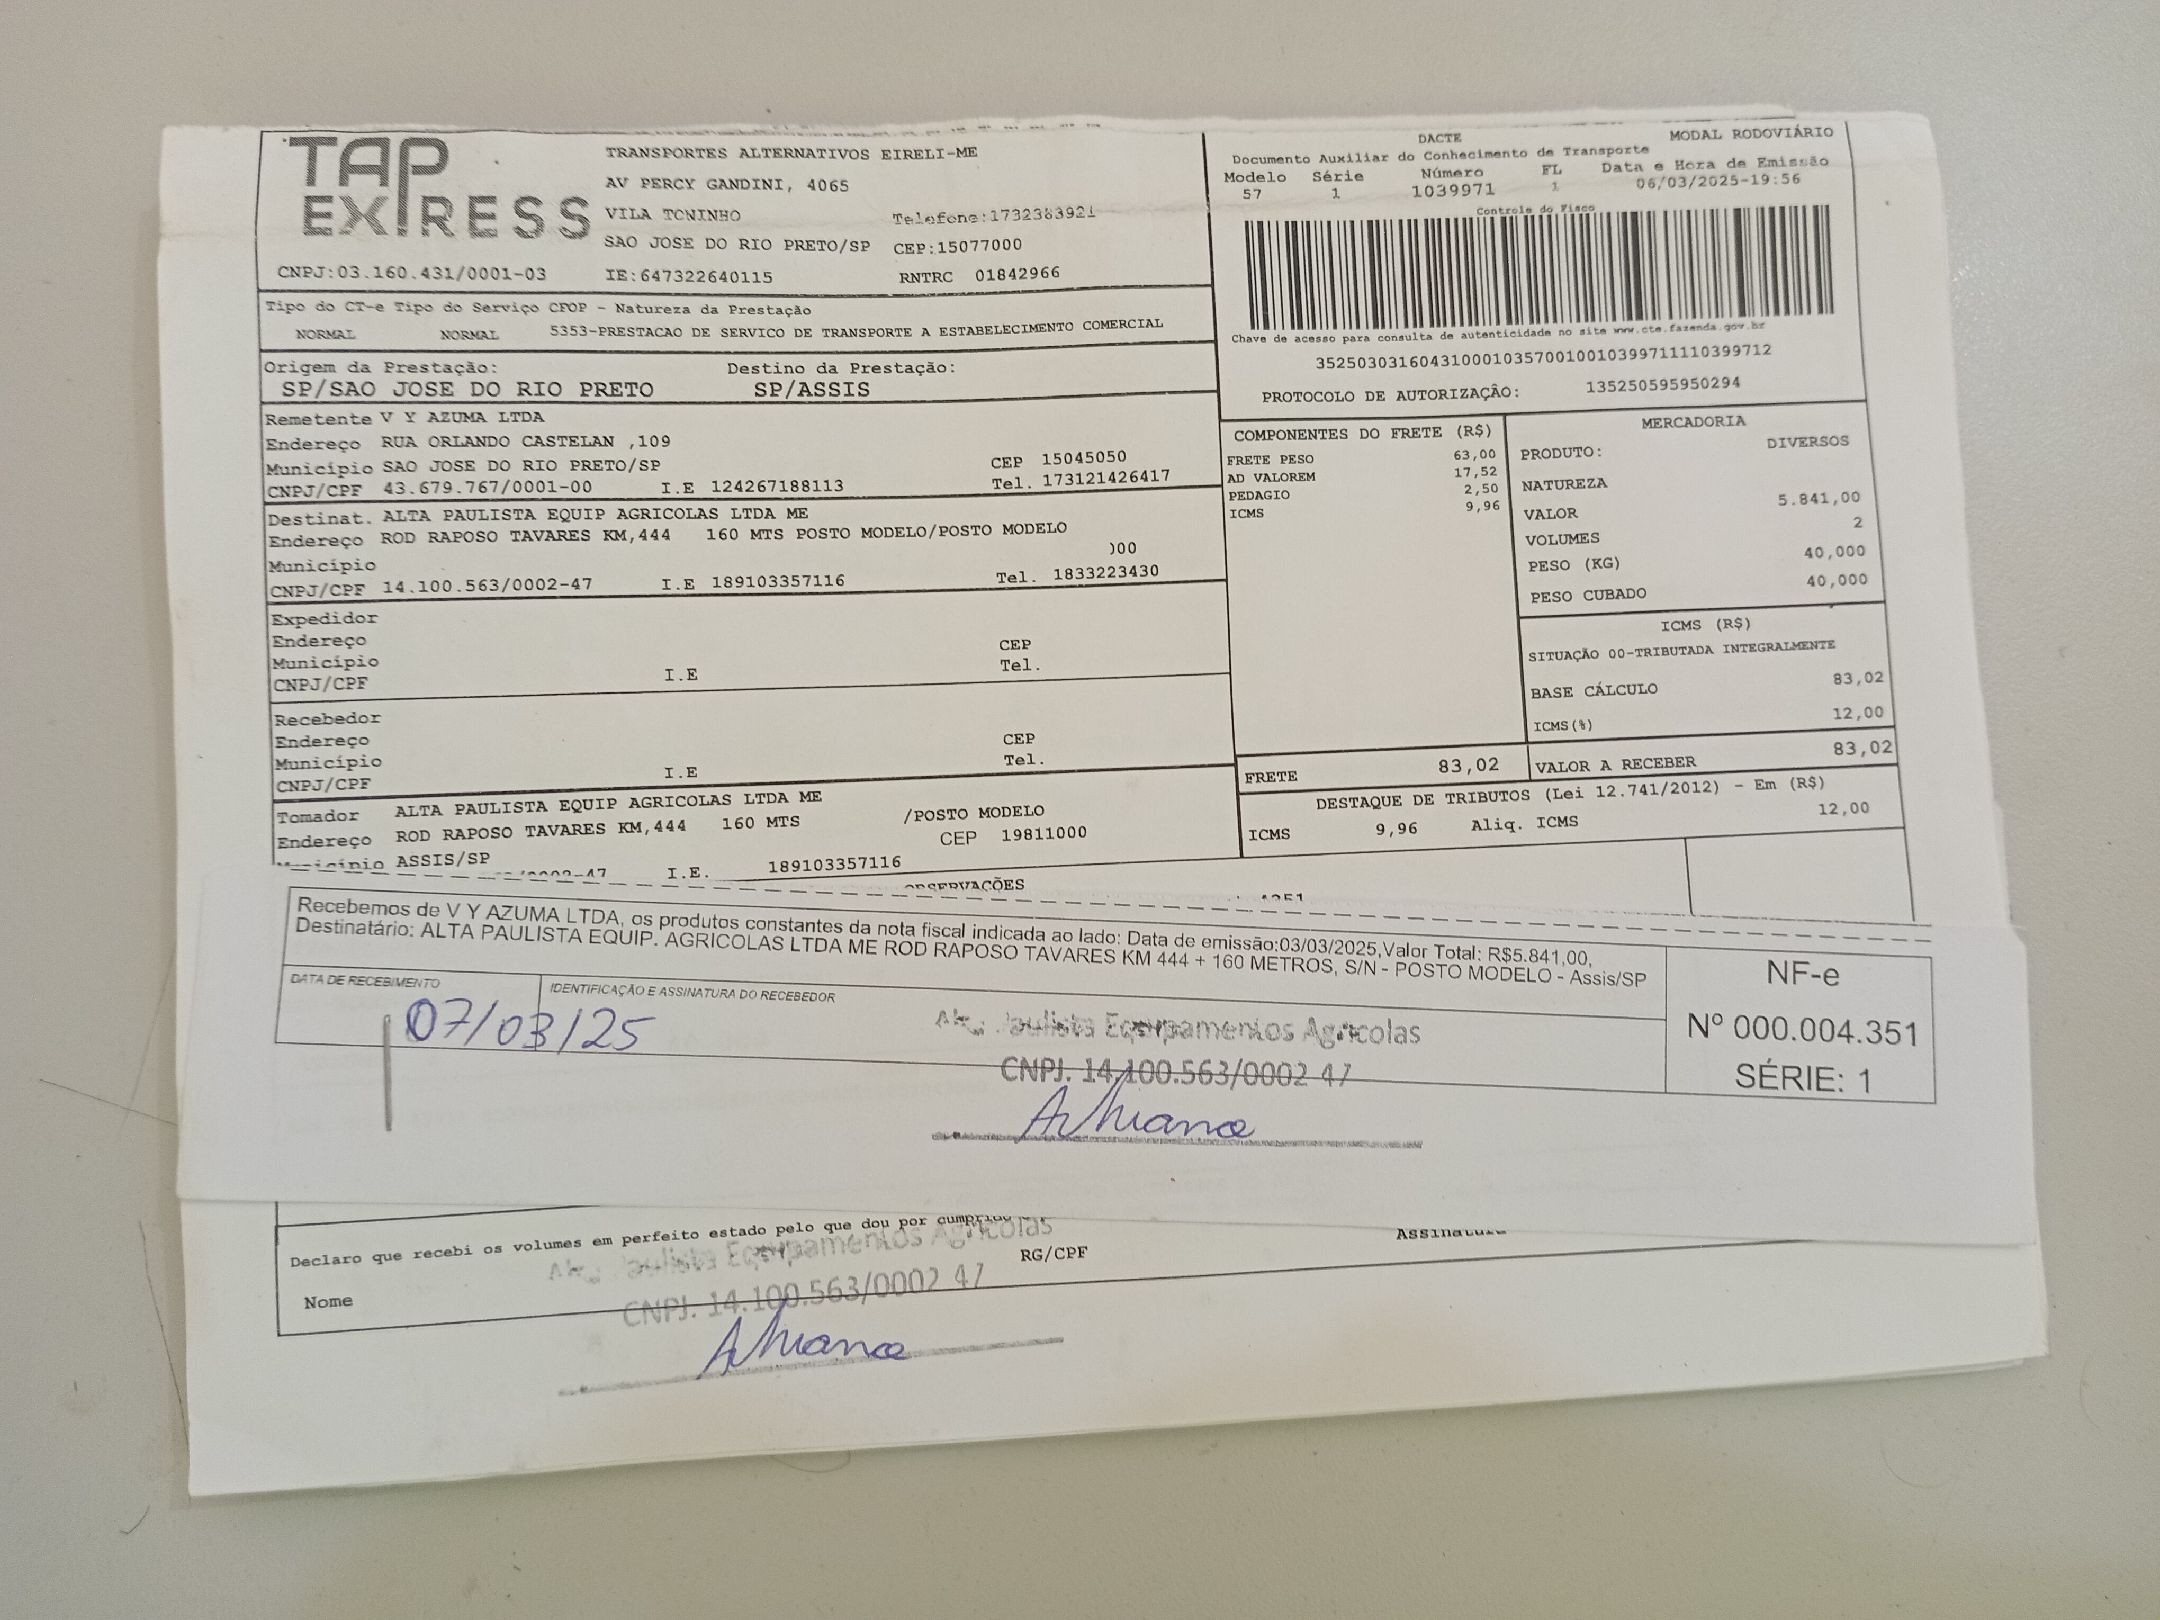 TAP EXPRESS
TRANSPORTES ALTERNATIVOS EIRELI-ME
AV PERCY GANDINI, 4065
VILA TONINHO Telefone:1732383921
SAO JOSE DO RIO PRETO/SP CEP:15077000
CNPJ:03.160.431/0001-03 IE:647322640115 RNTRC 01842966
DACTE MODAL RODOVIÁRIO
Documento Auxiliar do Conhecimento de Transporte
Modelo Série Número FL Data e Hora de Emissão
57 1 1039971 1 06/03/2025-19:56
Controle do Fisco
Chave de acesso para consulta de autenticidade no site www.cte.fazenda.gov.br
35250303160431000103570010010399711110399712
PROTOCOLO DE AUTORIZAÇÃO: 135250595950294
Tipo do CT-e Tipo do Serviço CFOP - Natureza da Prestação
NORMAL NORMAL 5353-PRESTACAO DE SERVICO DE TRANSPORTE A ESTABELECIMENTO COMERCIAL
Origem da Prestação: Destino da Prestação:
SP/SAO JOSE DO RIO PRETO SP/ASSIS
Remetente V Y AZUMA LTDA
Endereço RUA ORLANDO CASTELAN ,109
Município SAO JOSE DO RIO PRETO/SP CEP 15045050
CNPJ/CPF 43.679.767/0001-00 I.E 124267188113 Tel. 173121426417
Destinat. ALTA PAULISTA EQUIP AGRICOLAS LTDA ME
Endereço ROD RAPOSO TAVARES KM,444 160 MTS POSTO MODELO/POSTO MODELO
Município 00
CNPJ/CPF 14.100.563/0002-47 I.E 189103357116 Tel. 1833223430
Expedidor
Endereço CEP
Município Tel.
CNPJ/CPF I.E
Recebedor
Endereço CEP
Município Tel.
CNPJ/CPF I.E
Tomador ALTA PAULISTA EQUIP AGRICOLAS LTDA ME
Endereço ROD RAPOSO TAVARES KM,444 160 MTS /POSTO MODELO
Município ASSIS/SP CEP 19811000
/0002-47 I.E. 189103357116
COMPONENTES DO FRETE (R$)
FRETE PESO 63,00
AD VALOREM 17,52
PEDAGIO 2,50
ICMS 9,96
MERCADORIA
PRODUTO: DIVERSOS
NATUREZA
VALOR 5.841,00
VOLUMES 2
PESO (KG) 40,000
PESO CUBADO 40,000
ICMS (R$)
SITUAÇÃO 00-TRIBUTADA INTEGRALMENTE
BASE CÁLCULO 83,02
ICMS(%) 12,00
FRETE 83,02 VALOR A RECEBER 83,02
DESTAQUE DE TRIBUTOS (Lei 12.741/2012) - Em (R$)
ICMS 9,96 Aliq. ICMS 12,00
OBSERVAÇÕES
4351
Recebemos de V Y AZUMA LTDA, os produtos constantes da nota fiscal indicada ao lado: Data de emissão:03/03/2025,Valor Total: R$5.841,00,
Destinatário: ALTA PAULISTA EQUIP. AGRICOLAS LTDA ME ROD RAPOSO TAVARES KM 444 + 160 METROS, S/N - POSTO MODELO - Assis/SP
DATA DE RECEBIMENTO IDENTIFICAÇÃO E ASSINATURA DO RECEBEDOR
07/03/25
NF-e
Nº 000.004.351
SÉRIE: 1
Paulista Equipamentos Agricolas
CNPJ. 14.100.563/0002 47
Adriana
Declaro que recebi os volumes em perfeito estado pelo que dou por cumprido
Nome RG/CPF Assinatura
Paulista Equipamentos Agricolas
CNPJ. 14.100.563/0002 47
Adriana